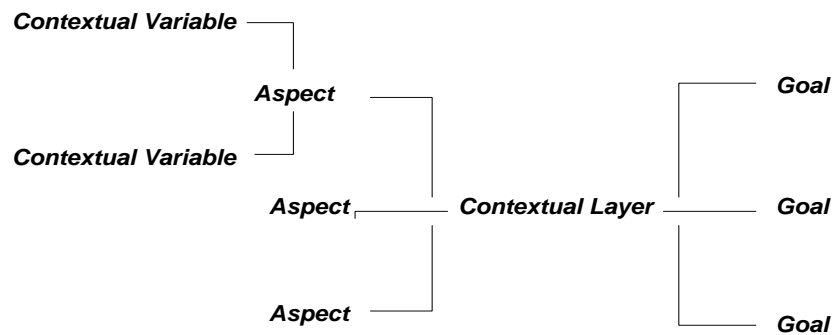 Contextual Variable
Aspect
Goal
Contextual Variable
Aspect
Contextual Layer
Goal
Aspect
Goal